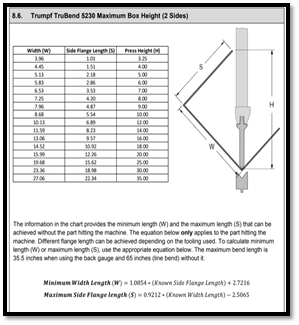 8.6. Trumpf TruBend 5230 Maximum Box Height (2 Sides)
Width (W) Side Flange Length (S) Press Height (H)
3.96 1.01 3.25
4.45 1.51 4.00
5.13 2.18 5.00
5.83 2.86 6.00
6.53 3.53 7.00
7.25 4.20 8.00
7.96 4.87 9.00
8.68 5.54 10.00
10.13 6.89 12.00
11.59 8.23 14.00
13.06 9.57 16.00
14.52 10.92 18.00
15.99 12.26 20.00
19.68 15.62 25.00
23.36 18.98 30.00
27.06 22.34 35.00
S
H
W
The information in the chart provides the minimum length (W) and the maximum length (S) that can be
achieved without the part hitting the machine. The equation below only applies to the part hitting the
machine. Different flange length can be achieved depending on the tooling used. To calculate minimum
length (W) or maximum length (S), use the appropriate equation below. The maximum bend length is
35.5 inches when using the back gauge and 65 inches (line bend) without it.
Minimum Width Length (W) = 1.0854 * (Known Side Flange Length) + 2.7216
Maximum Side Flange length (S) = 0.9212 * (Known Width Length) − 2.5065